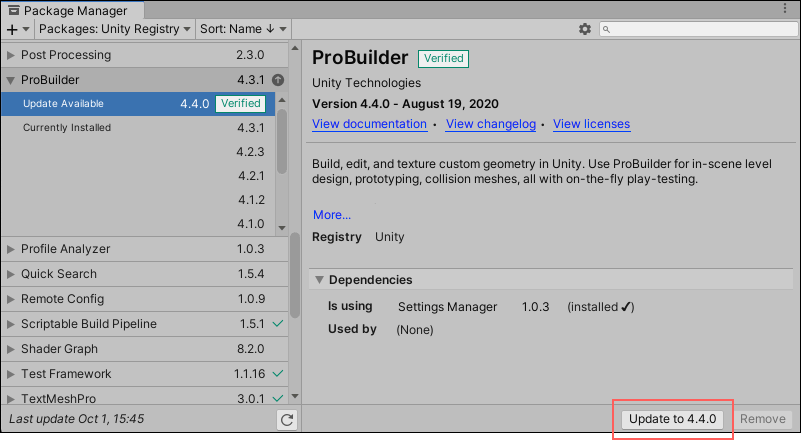 Package Manager
+ Packages: Unity Registry Sort: Name ↓
Post Processing 2.3.0
ProBuilder 4.3.1
Update Available 4.4.0 Verified
Currently Installed 4.3.1
4.2.3
4.2.1
4.1.2
4.1.0
Profile Analyzer 1.0.3
Quick Search 1.5.4
Remote Config 1.0.9
Scriptable Build Pipeline 1.5.1 ✓
Shader Graph 8.2.0
Test Framework 1.1.16 ✓
TextMeshPro 3.0.1 ✓
Last update Oct 1, 15:45
ProBuilder Verified
Unity Technologies
Version 4.4.0 - August 19, 2020
View documentation • View changelog • View licenses
Build, edit, and texture custom geometry in Unity. Use ProBuilder for in-scene level
design, prototyping, collision meshes, all with on-the-fly play-testing.
More...
Registry Unity
Dependencies
Is using Settings Manager 1.0.3 (installed ✔)
Used by (None)
Update to 4.4.0 Remove